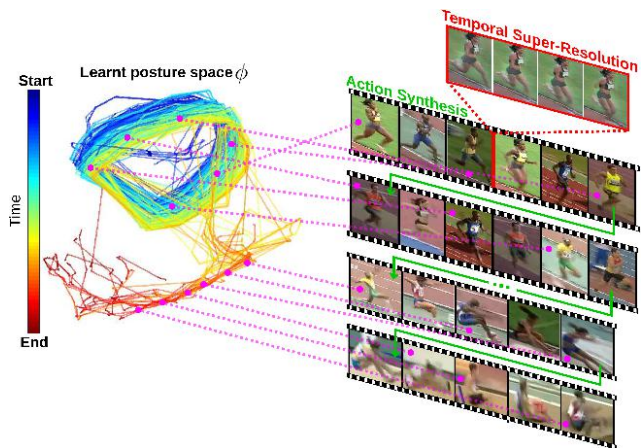 Temporal Super-Resolution
Start
Learnt posture space ϕ
Action Synthesis
Time
...
End